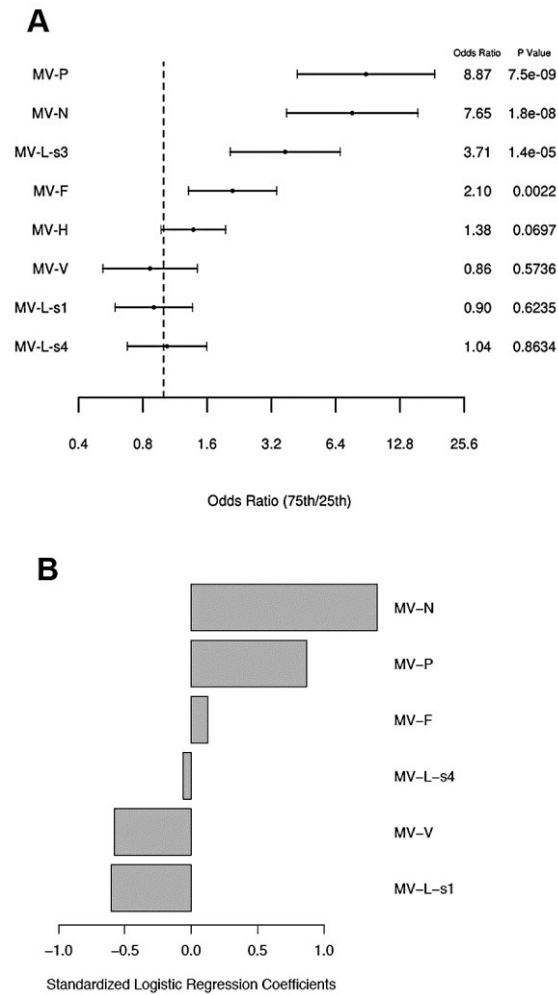 A
Odds Ratio P Value
MV-P 8.87 7.5e-09
MV-N 7.65 1.8e-08
MV-L-s3 3.71 1.4e-05
MV-F 2.10 0.0022
MV-H 1.38 0.0697
MV-V 0.86 0.5736
MV-L-s1 0.90 0.6235
MV-L-s4 1.04 0.8634
0.4 0.8 1.6 3.2 6.4 12.8 25.6
Odds Ratio (75th/25th)
B
MV–N
MV–P
MV–F
MV–L–s4
MV–V
MV–L–s1
−1.0 −0.5 0.0 0.5 1.0
Standardized Logistic Regression Coefficients